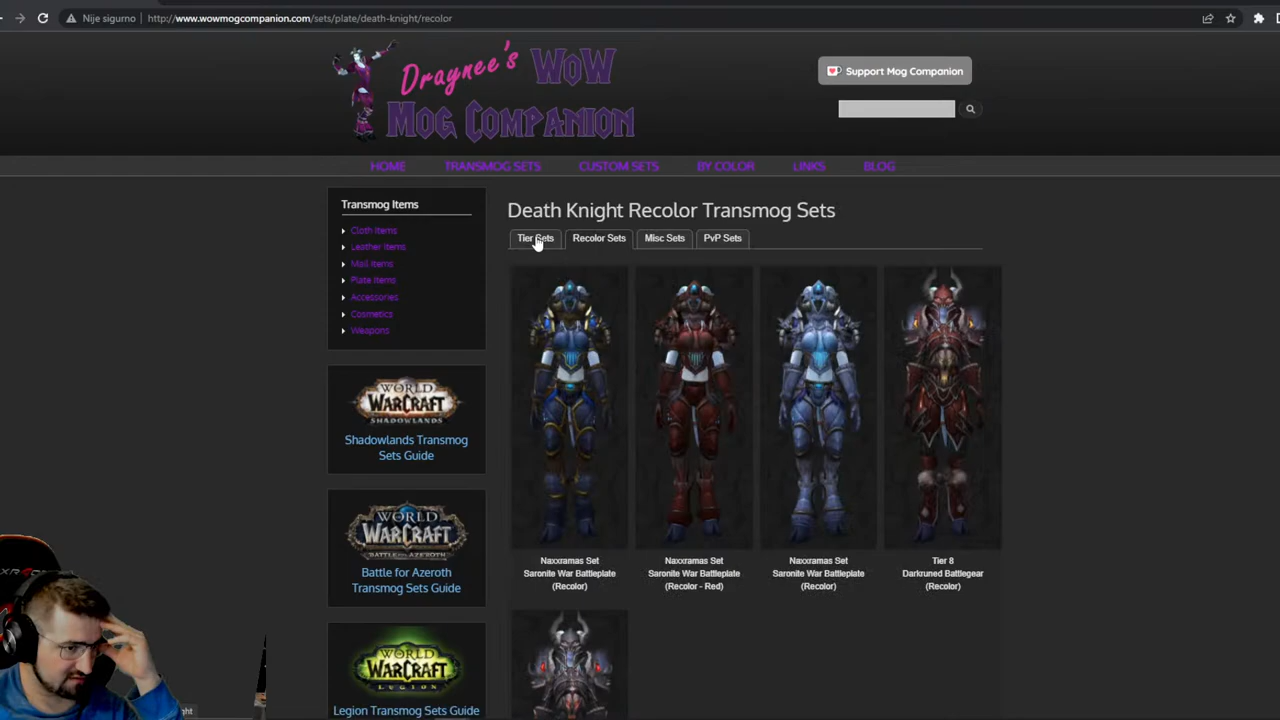 Nije sigurno
http://www.wowmogcompanion.com/sets/plate/death-knight/recolor
Draynee's WoW
Mog Companion
Support Mog Companion
HOME TRANSMOG SETS CUSTOM SETS BY COLOR LINKS BLOG
Transmog Items
Cloth Items
Leather Items
Mail Items
Plate Items
Accessories
Cosmetics
Weapons
Death Knight Recolor Transmog Sets
Tier Sets Recolor Sets Misc Sets PvP Sets
Naxxramas Set
Saronite War Battleplate
(Recolor)
Naxxramas Set
Saronite War Battleplate
(Recolor - Red)
Naxxramas Set
Saronite War Battleplate
(Recolor)
Tier 8
Darkruned Battlegear
(Recolor)
WORLD
WARCRAFT
SHADOWLANDS
Shadowlands Transmog
Sets Guide
WORLD
WARCRAFT
BATTLE FOR AZEROTH
Battle for Azeroth
Transmog Sets Guide
WORLD
WARCRAFT
LEGION
Legion Transmog Sets Guide